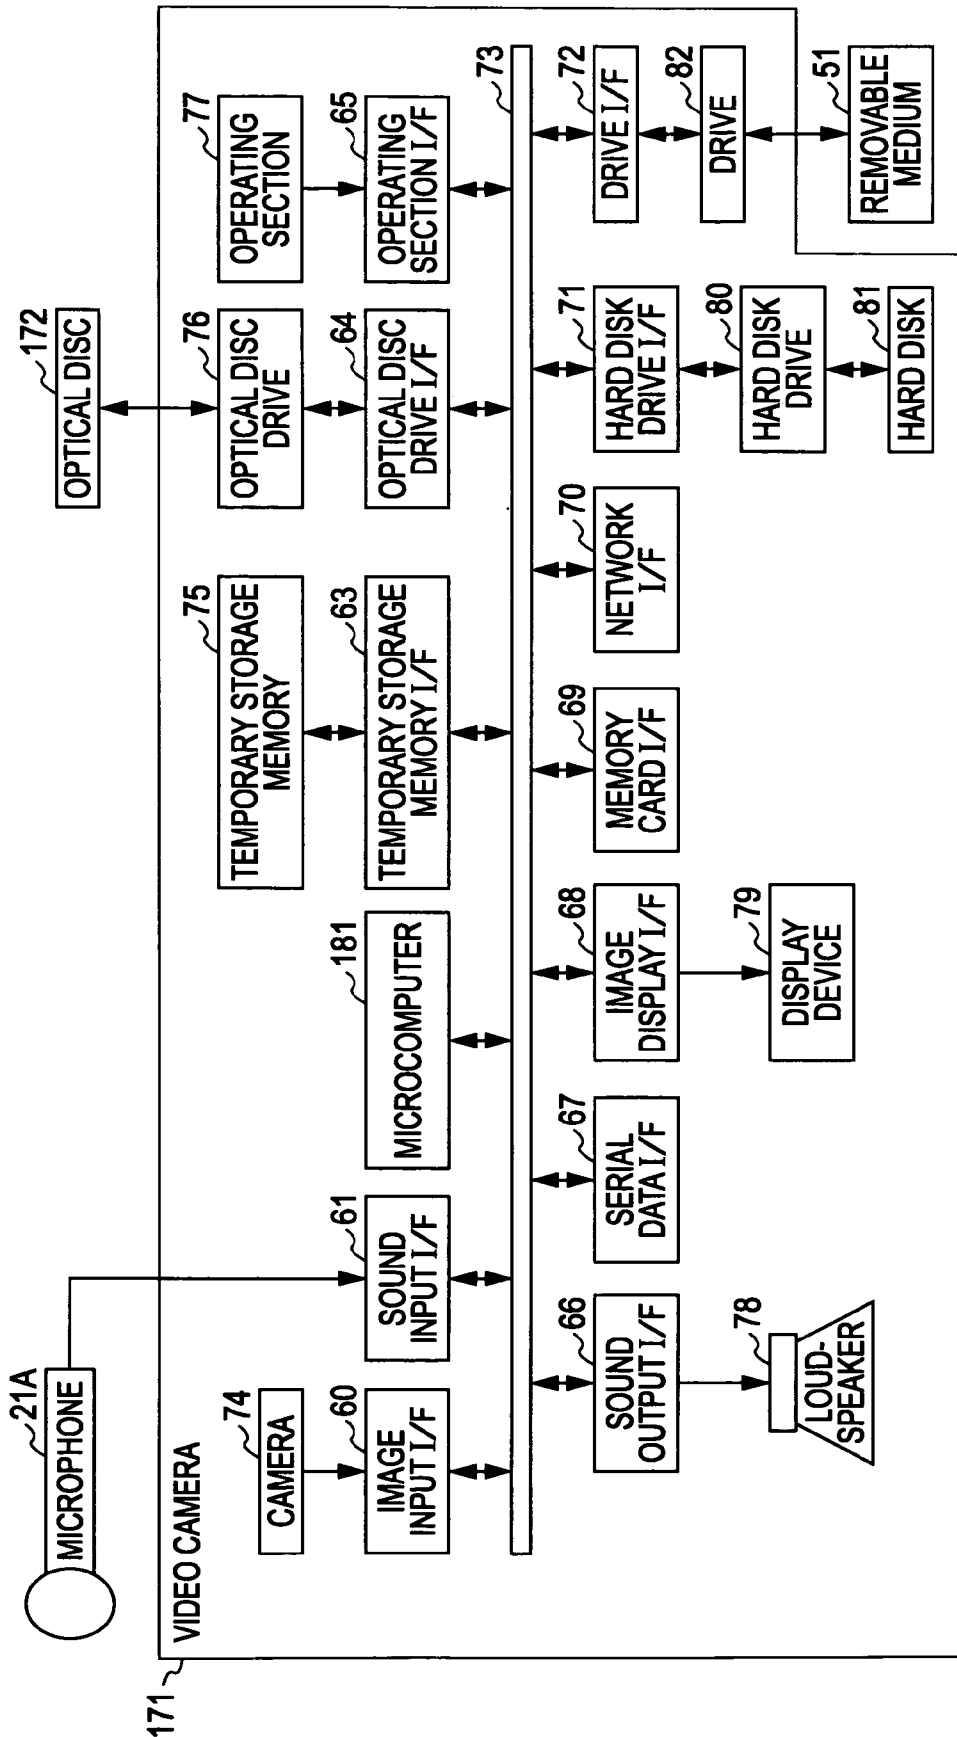 21A
MICROPHONE
172
OPTICAL DISC
171
VIDEO CAMERA
74
CAMERA
75
TEMPORARY STORAGE
MEMORY
76
OPTICAL DISC
DRIVE
77
OPERATING
SECTION
60
IMAGE
INPUT I/F
61
SOUND
INPUT I/F
181
MICROCOMPUTER
63
TEMPORARY STORAGE
MEMORY I/F
64
OPTICAL DISC
DRIVE I/F
65
OPERATING
SECTION I/F
73
66
SOUND
OUTPUT I/F
67
SERIAL
DATA I/F
68
IMAGE
DISPLAY I/F
69
MEMORY
CARD I/F
70
NETWORK
I/F
71
HARD DISK
DRIVE I/F
72
DRIVE I/F
78
LOUD-
SPEAKER
79
DISPLAY
DEVICE
80
HARD DISK
DRIVE
82
DRIVE
81
HARD DISK
51
REMOVABLE
MEDIUM